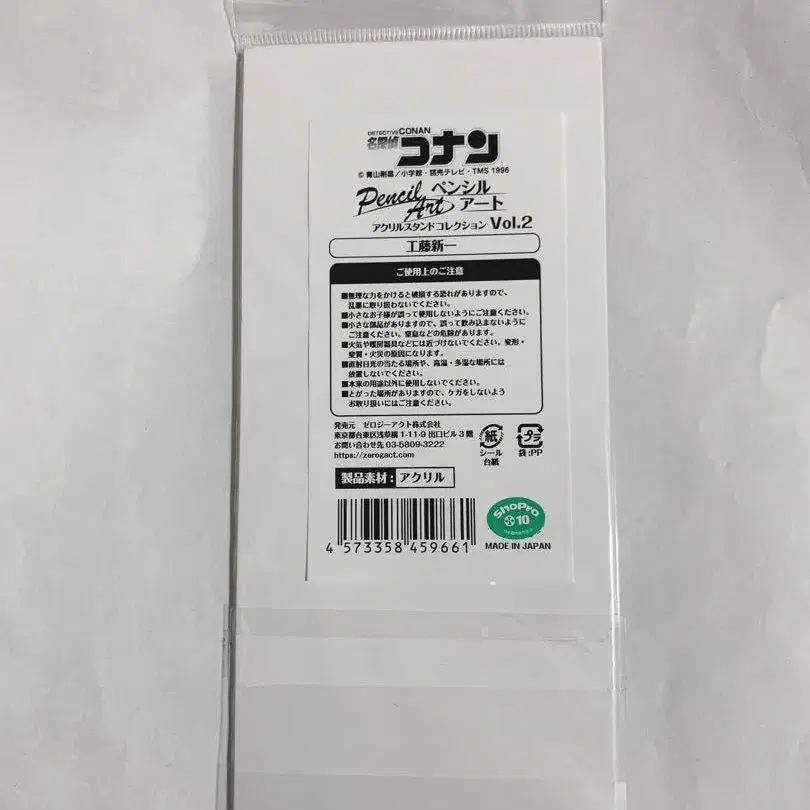 DETECTIVE CONAN
名探偵コナン
© 青山剛昌/小学館・読売テレビ・TMS 1996
Pencil Art ペンシルアート
アクリルスタンドコレクション Vol.2
工藤新一
ご使用上のご注意
■無理な力をかけると破損する恐れがありますので、
乱暴に取り扱わないでください。
■小さなお子様が誤って使用しないようにご注意ください。
■小さな部品がありますので、誤って飲み込まないように
ご注意ください。窒息などの危険があります。
■火気や暖房器具などには近づけないでください。変形・
変質・火災の原因になります。
■直射日光の当たる場所や、高温・多湿な場所には
放置しないでください。
■本来の用途以外に使用しないでください。
■とがった場所がありますので、ケガをしないよう
お取り扱いにはご注意ください。
発売元 ゼロジーアクト株式会社
東京都台東区浅草橋 1-11-9 出口ビル3階
お問い合わせ先 03-5809-3222
https://zerogact.com
紙
シール
台紙
プラ
袋:PP
製品素材:アクリル
4 573358 459661
ShoPro
10
MADE IN JAPAN